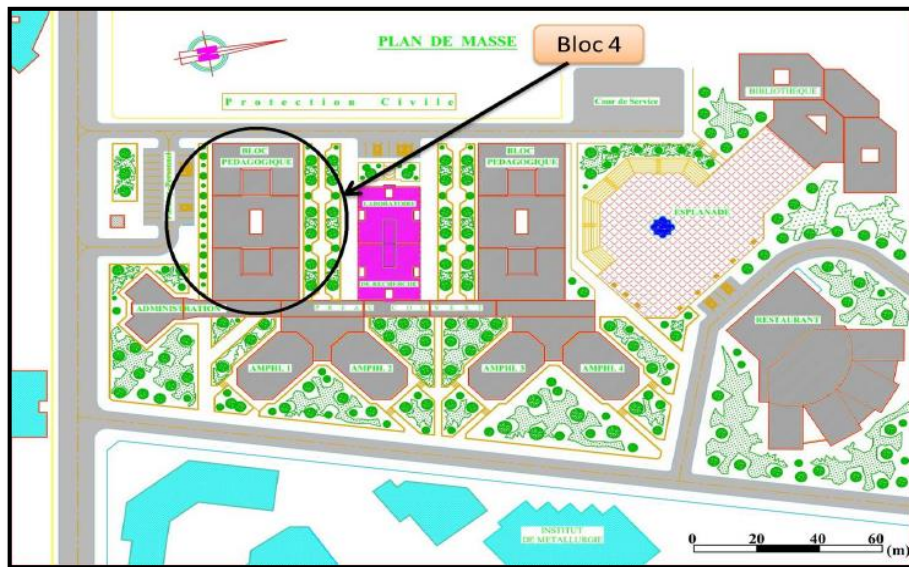 PLAN DE MASSE
Bloc 4
Protection Civile
Cour de Service
BIBLIOTHEQUE
BLOC
PEDAGOGIQUE
BLOC
PEDAGOGIQUE
LABORATOIRE
DE RECHERCHE
ESPLANADE
ADMINISTRATION
RESTAURANT
AMPHI. 1
AMPHI. 2
AMPHI. 3
AMPHI. 4
INSTITUT
DE METALLURGIE
0 20 40 60 (m)